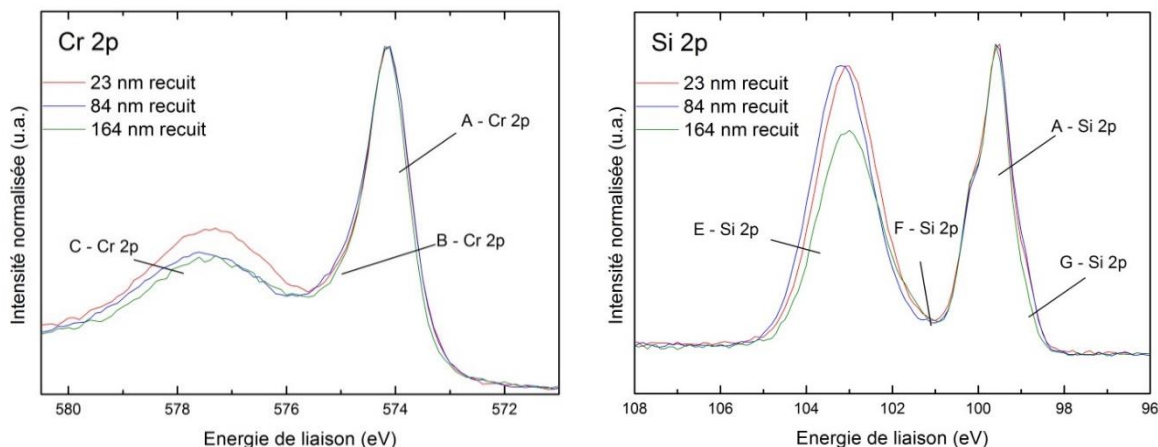 Cr 2p
23 nm recuit
84 nm recuit
164 nm recuit
A - Cr 2p
B - Cr 2p
C - Cr 2p
Intensité normalisée (u.a.)
580 578 577 576 574 572
Energie de liaison (eV)
Si 2p
23 nm recuit
84 nm recuit
164 nm recuit
A - Si 2p
E - Si 2p
F - Si 2p
G - Si 2p
Intensité normalisée (u.a.)
108 106 104 102 100 98 96
Energie de liaison (eV)